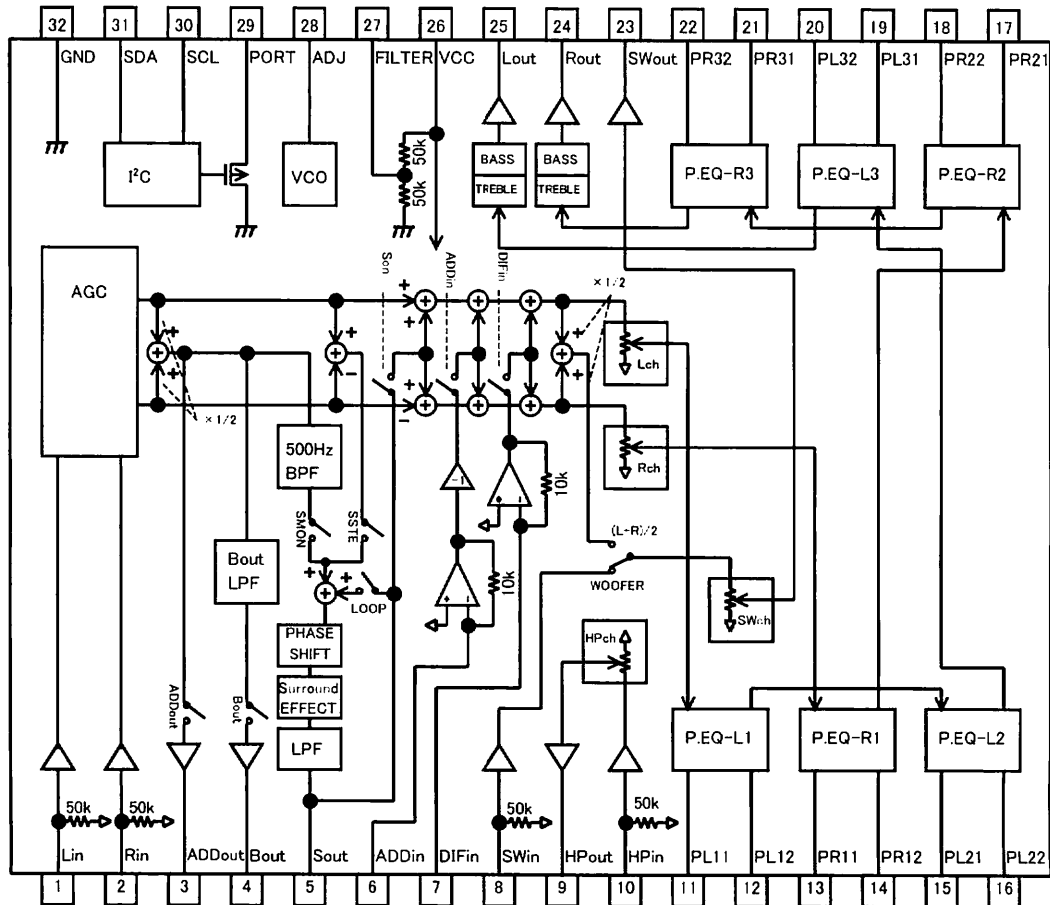 32 31 30 29 28 27 26 25 24 23 22 21 20 19 18 17
GND SDA SCL PORT ADJ FILTER VCC Lout Rout SWout PR32 PR31 PL32 PL31 PR22 PR21
50k
50k
I²C
VCO
BASS
TREBLE
BASS
TREBLE
P.EQ-R3
P.EQ-L3
P.EQ-R2
AGC
Son
ADDin
DIFin
×1/2
+
+
×1/2
+
−
+
+
+
−
+
+
Lch
Rch
500Hz
BPF
SMON
SSTE
-1
+ −
10k
+ −
10k
(L+R)/2
WOOFER
SWch
Bout
LPF
+ +
LOOP
PHASE
SHIFT
Surround
EFFECT
LPF
HPch
ADDout
Bout
P.EQ-L1
P.EQ-R1
P.EQ-L2
50k
50k
50k
50k
Lin Rin ADDout Bout Sout ADDin DIFin SWin HPout HPin PL11 PL12 PR11 PR12 PL21 PL22
1 2 3 4 5 6 7 8 9 10 11 12 13 14 15 16